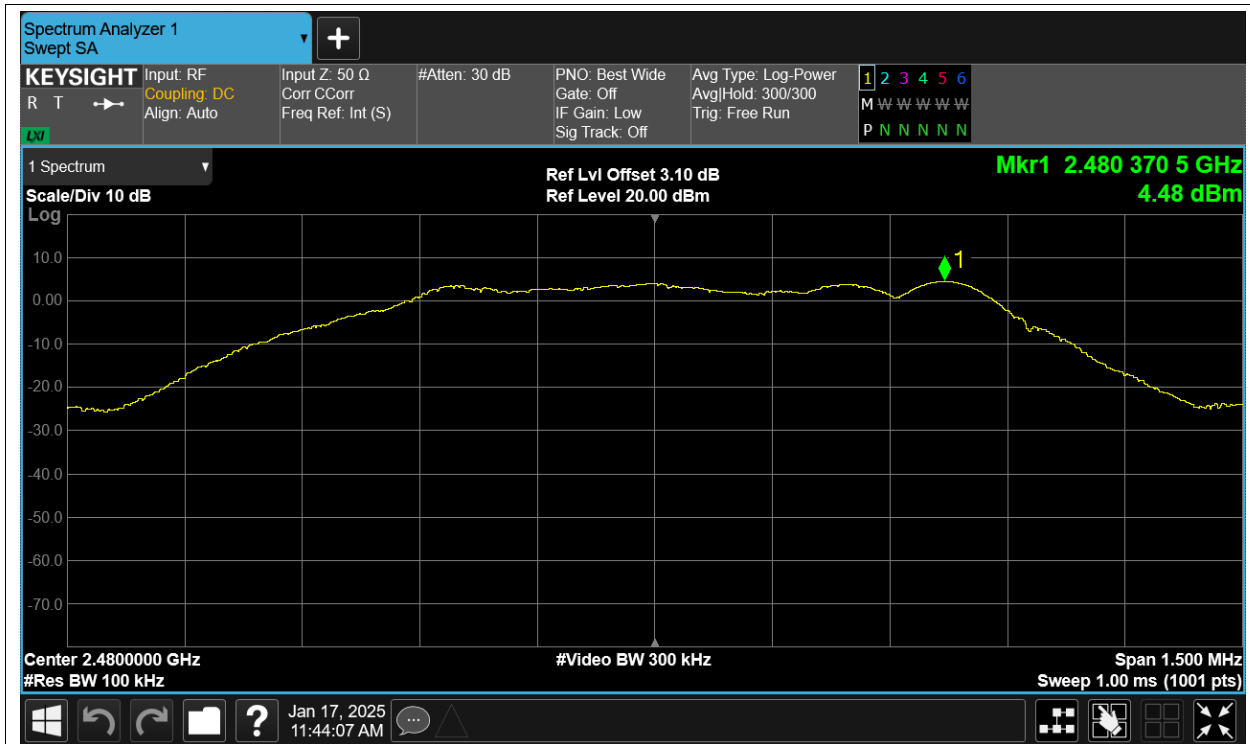 Spectrum Analyzer 1
Swept SA
KEYSIGHT
R T
LXI
Input: RF
Coupling: DC
Align: Auto
Input Z: 50 Ω
Corr CCorr
Freq Ref: Int (S)
#Atten: 30 dB
PNO: Best Wide
Gate: Off
IF Gain: Low
Sig Track: Off
Avg Type: Log-Power
Avg|Hold: 300/300
Trig: Free Run
1 2 3 4 5 6
M W W W W W
P N N N N N
1 Spectrum
Scale/Div 10 dB
Log
Ref Lvl Offset 3.10 dB
Ref Level 20.00 dBm
Mkr1 2.480 370 5 GHz
4.48 dBm
1
10.0
0.00
-10.0
-20.0
-30.0
-40.0
-50.0
-60.0
-70.0
Center 2.4800000 GHz
#Res BW 100 kHz
#Video BW 300 kHz
Span 1.500 MHz
Sweep 1.00 ms (1001 pts)
?
Jan 17, 2025
11:44:07 AM